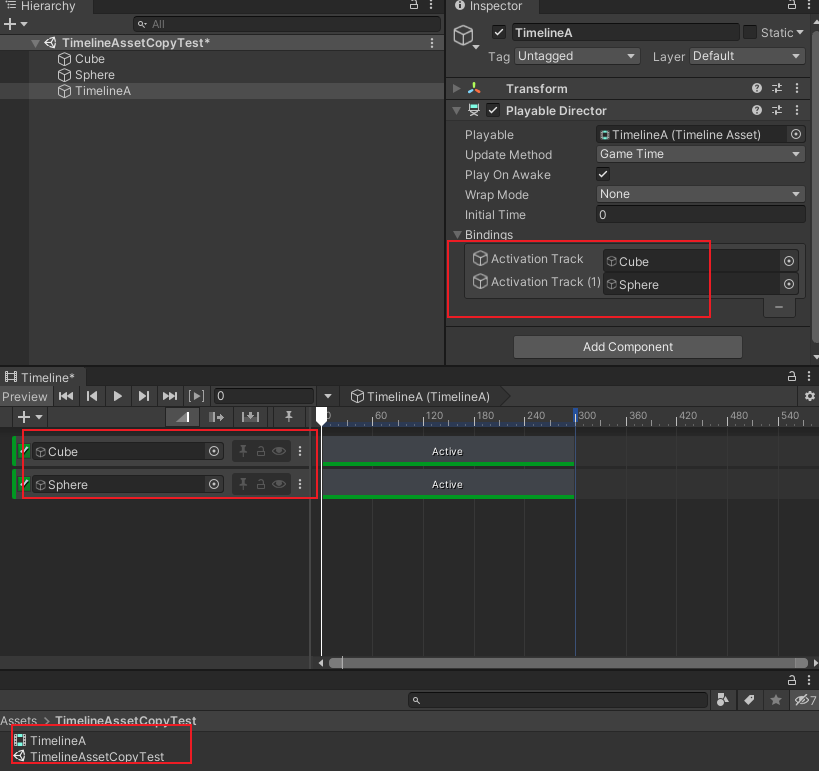 Hierarchy
All
TimelineAssetCopyTest*
Cube
Sphere
TimelineA
Inspector
TimelineA
Static
Tag Untagged Layer Default
Transform
Playable Director
Playable TimelineA (Timeline Asset)
Update Method Game Time
Play On Awake
Wrap Mode None
Initial Time 0
Bindings
Activation Track Cube
Activation Track (1) Sphere
Add Component
Timeline*
Preview 0 TimelineA (TimelineA)
0 60 120 180 240 300 360 420 480 540
Cube Active
Sphere Active
7
Assets > TimelineAssetCopyTest
TimelineA
TimelineAssetCopyTest